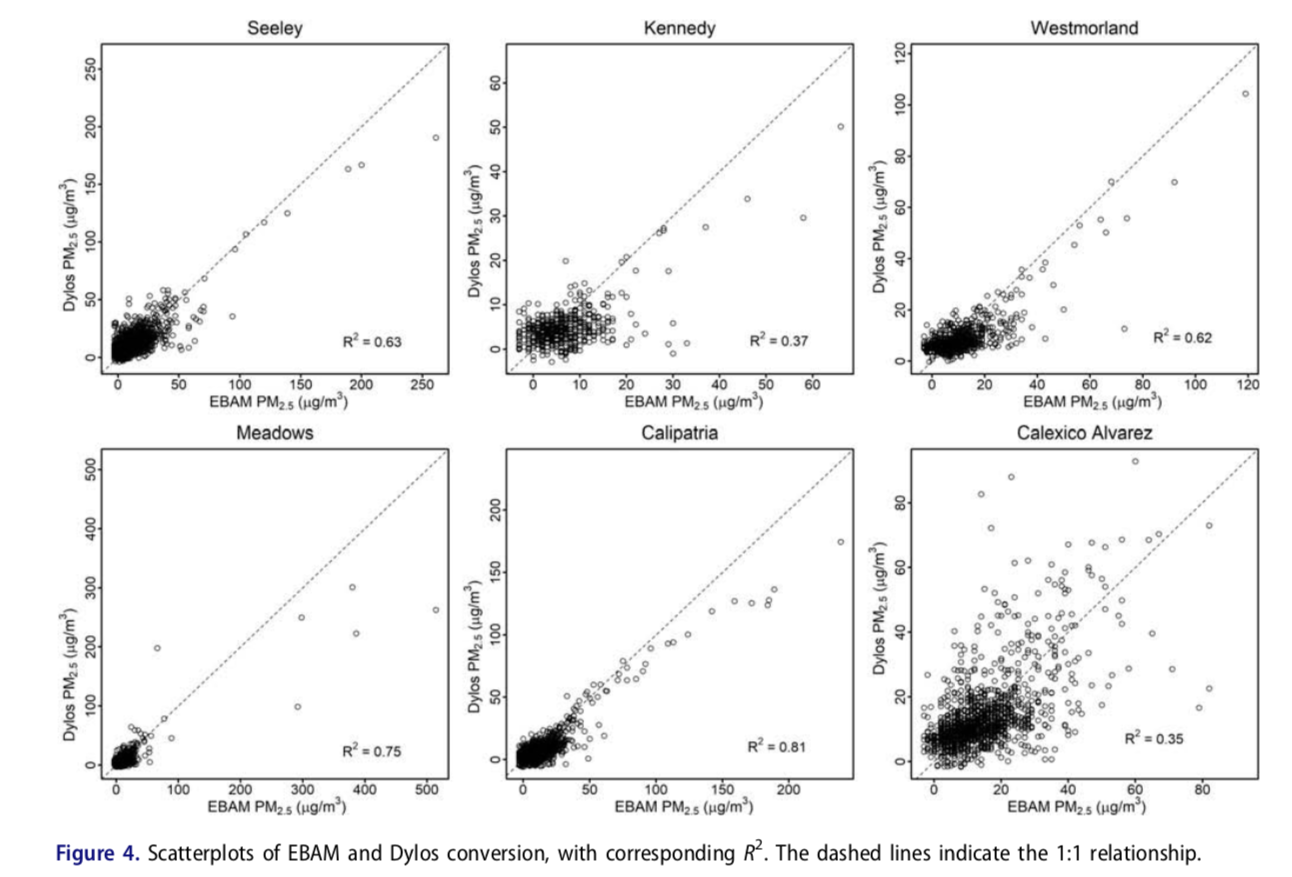 Seeley
Kennedy
Westmorland
250
200
150
100
50
0
Dylos PM2.5 (µg/m³)
R² = 0.63
0 50 100 150 200 250
EBAM PM2.5 (µg/m³)
60
50
40
30
20
10
0
Dylos PM2.5 (µg/m³)
R² = 0.37
0 10 20 30 40 50 60
EBAM PM2.5 (µg/m³)
120
100
80
60
40
20
0
Dylos PM2.5 (µg/m³)
R² = 0.62
0 20 40 60 80 100 120
EBAM PM2.5 (µg/m³)
Meadows
Calipatria
Calexico Alvarez
500
400
300
200
100
0
Dylos PM2.5 (µg/m³)
R² = 0.75
0 100 200 300 400 500
EBAM PM2.5 (µg/m³)
200
150
100
50
0
Dylos PM2.5 (µg/m³)
R² = 0.81
0 50 100 200
EBAM PM2.5 (µg/m³)
80
60
40
20
0
Dylos PM2.5 (µg/m³)
R² = 0.35
0 20 40 60 80
EBAM PM2.5 (µg/m³)
Figure 4. Scatterplots of EBAM and Dylos conversion, with corresponding R². The dashed lines indicate the 1:1 relationship.